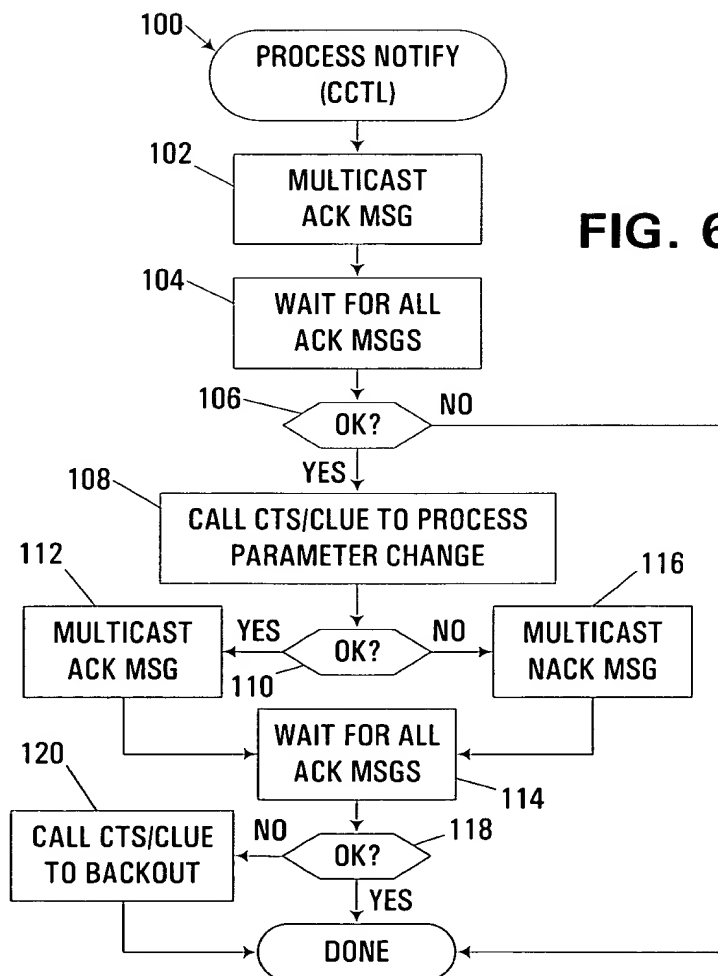 100
PROCESS NOTIFY
(CCTL)
102
MULTICAST
ACK MSG
FIG. 6
104
WAIT FOR ALL
ACK MSGS
106
OK?
NO
YES
108
CALL CTS/CLUE TO PROCESS
PARAMETER CHANGE
112
116
MULTICAST
ACK MSG
YES
OK?
NO
MULTICAST
NACK MSG
110
WAIT FOR ALL
ACK MSGS
114
120
CALL CTS/CLUE
TO BACKOUT
NO
OK?
118
YES
DONE